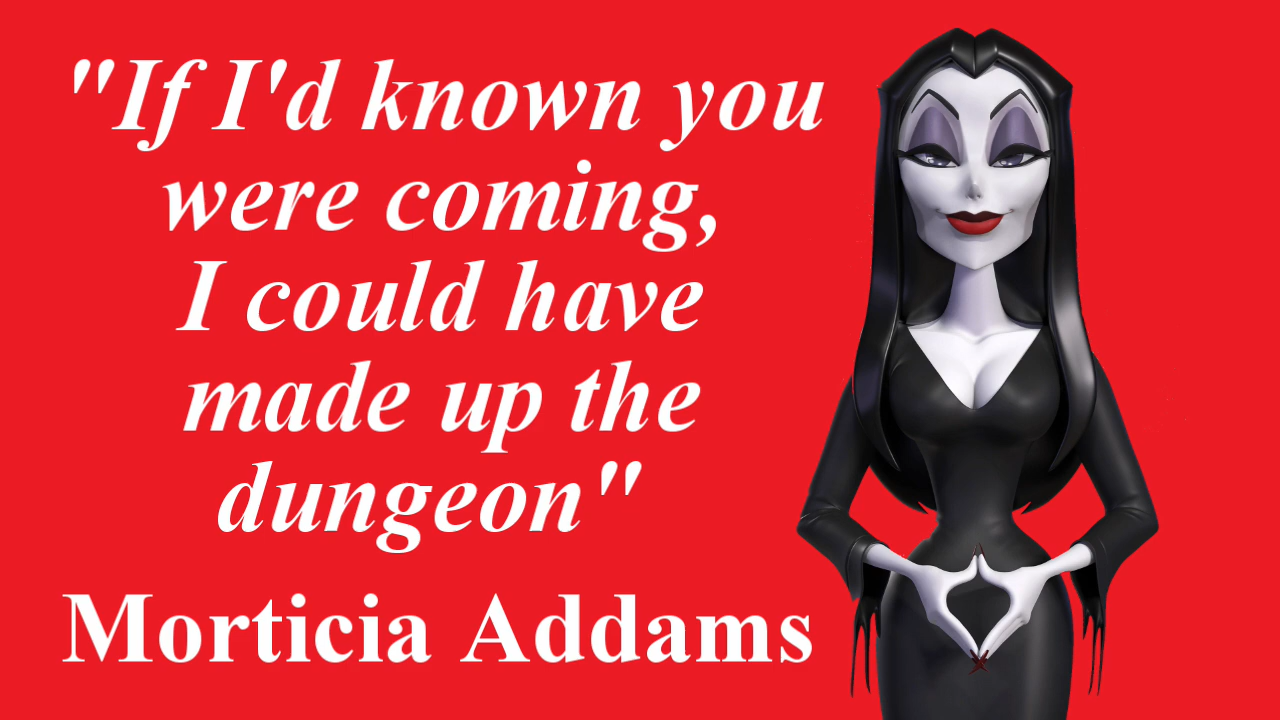 "If I'd known you
were coming,
I could have
made up the
dungeon"
Morticia Addams